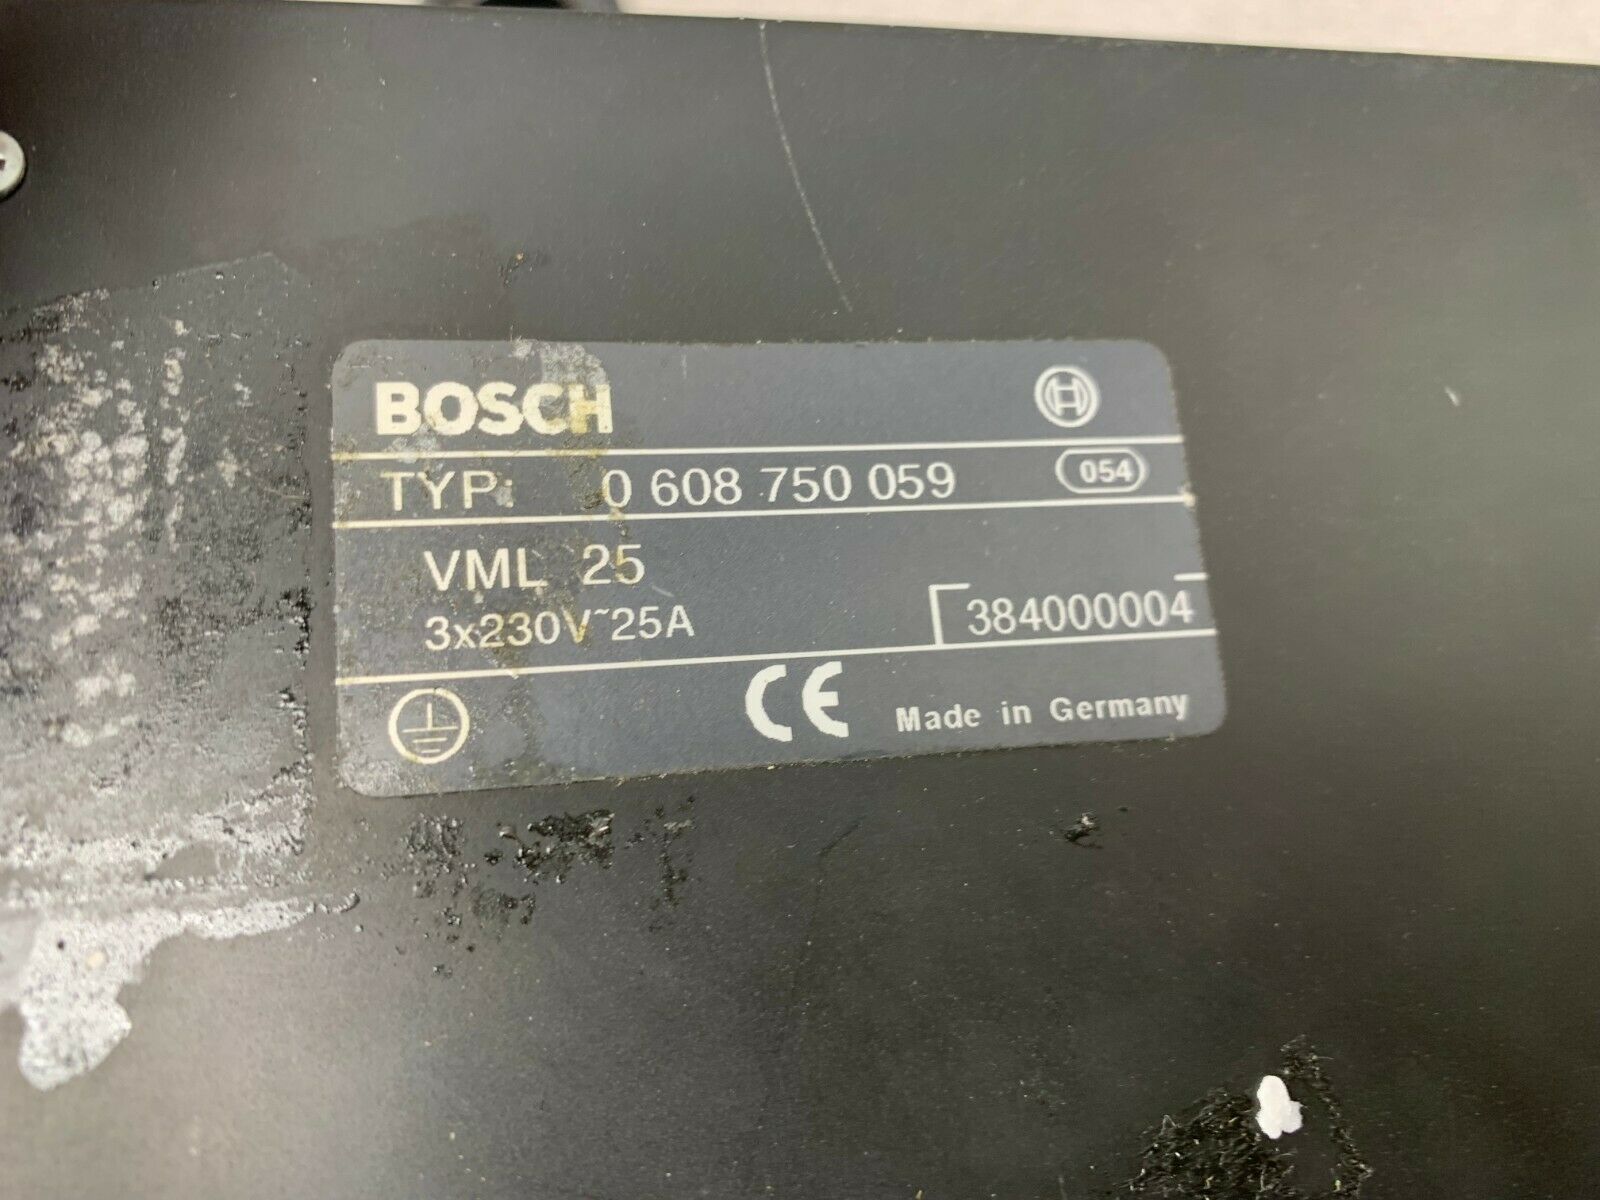 BOSCH H
TYP: 0 608 750 059 054
VML 25
3x230V~25A 384000004
CE Made in Germany